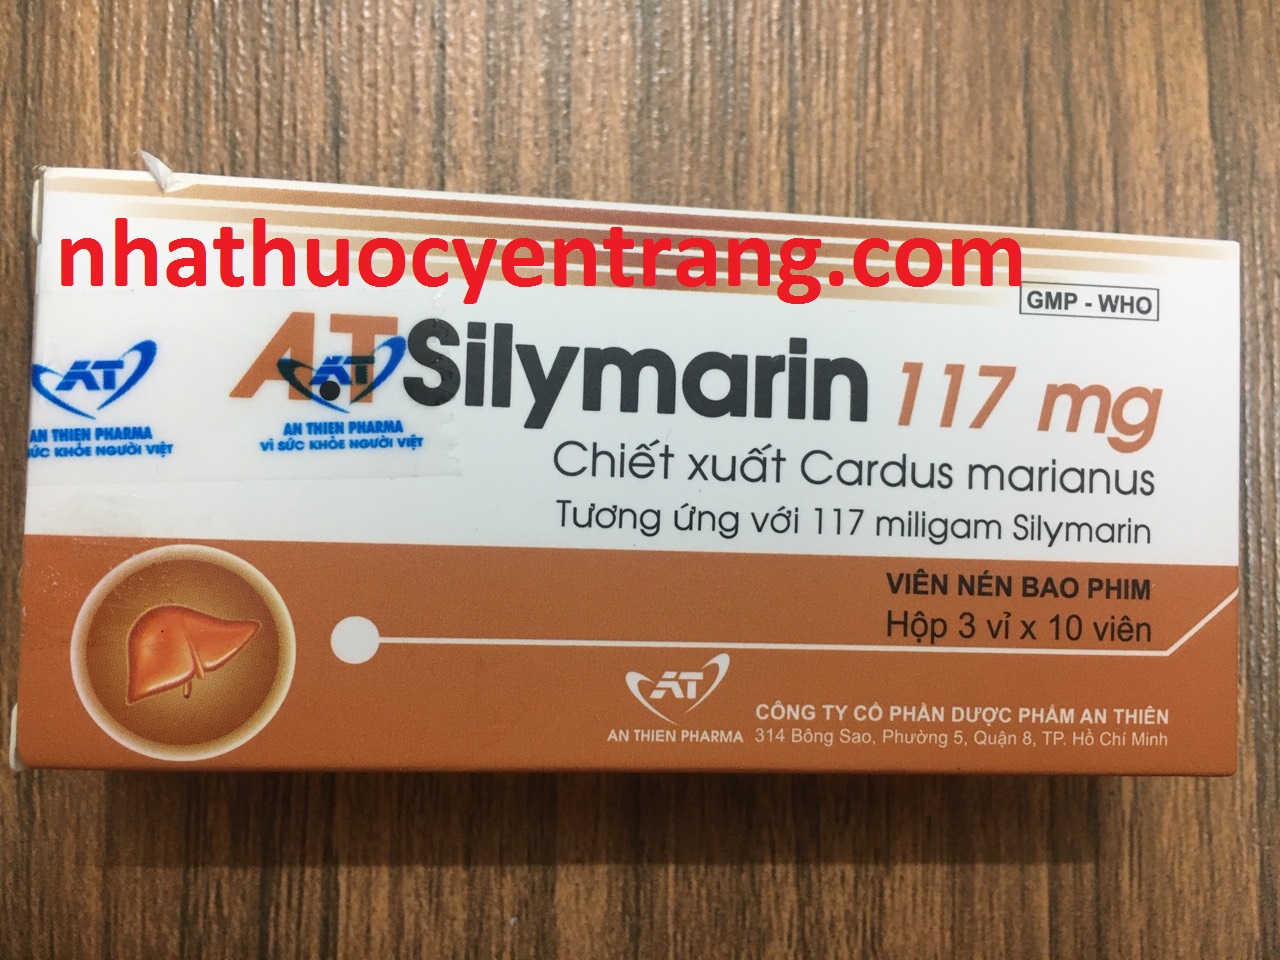 nhathuocyentrang.com
GMP - WHO
A.T Silymarin 117 mg
Chiết xuất Cardus marianus
Tương ứng với 117 miligam Silymarin
AT
AN THIEN PHARMA
SỨC KHỎE NGƯỜI VIỆT
AT
AN THIEN PHARMA
VÌ SỨC KHỎE NGƯỜI VIỆT
VIÊN NÉN BAO PHIM
Hộp 3 vỉ x 10 viên
AT
AN THIEN PHARMA
CÔNG TY CỔ PHẦN DƯỢC PHẨM AN THIÊN
314 Bông Sao, Phường 5, Quận 8, TP. Hồ Chí Minh